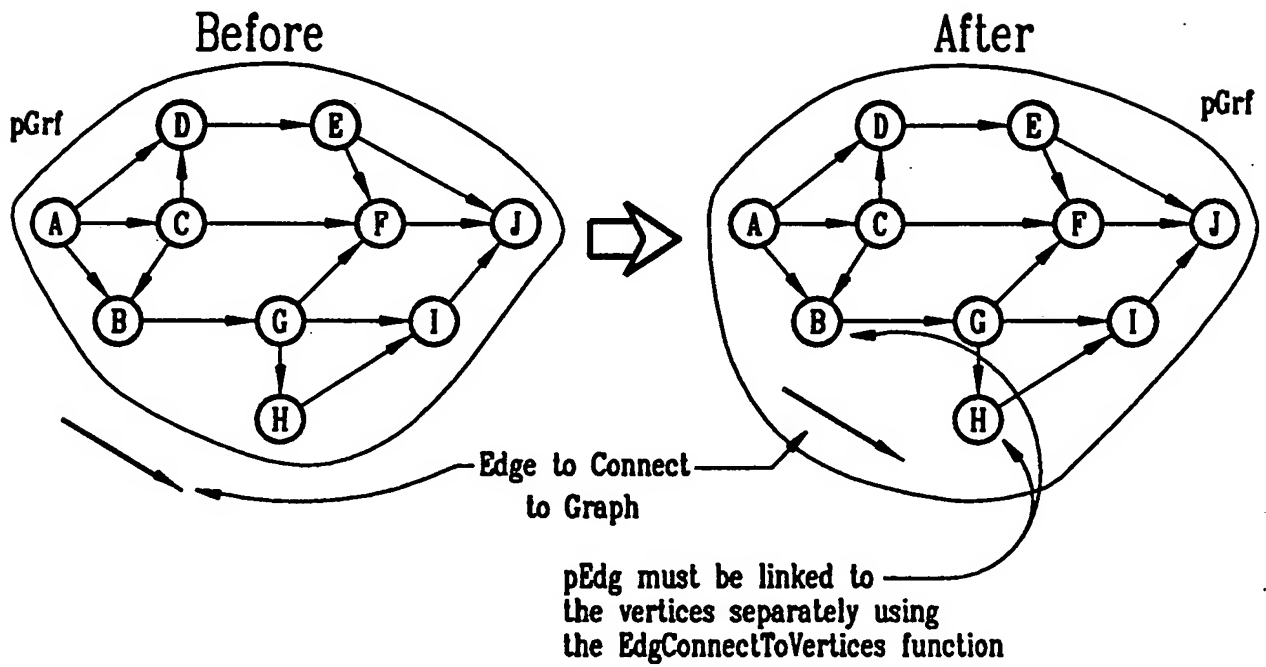 Before
After
pGrf
pGrf
D
E
D
E
A
C
F
J
A
C
F
J
B
G
I
B
G
I
H
H
Edge to Connect
to Graph
pEdg must be linked to
the vertices separately using
the EdgConnectToVertices function